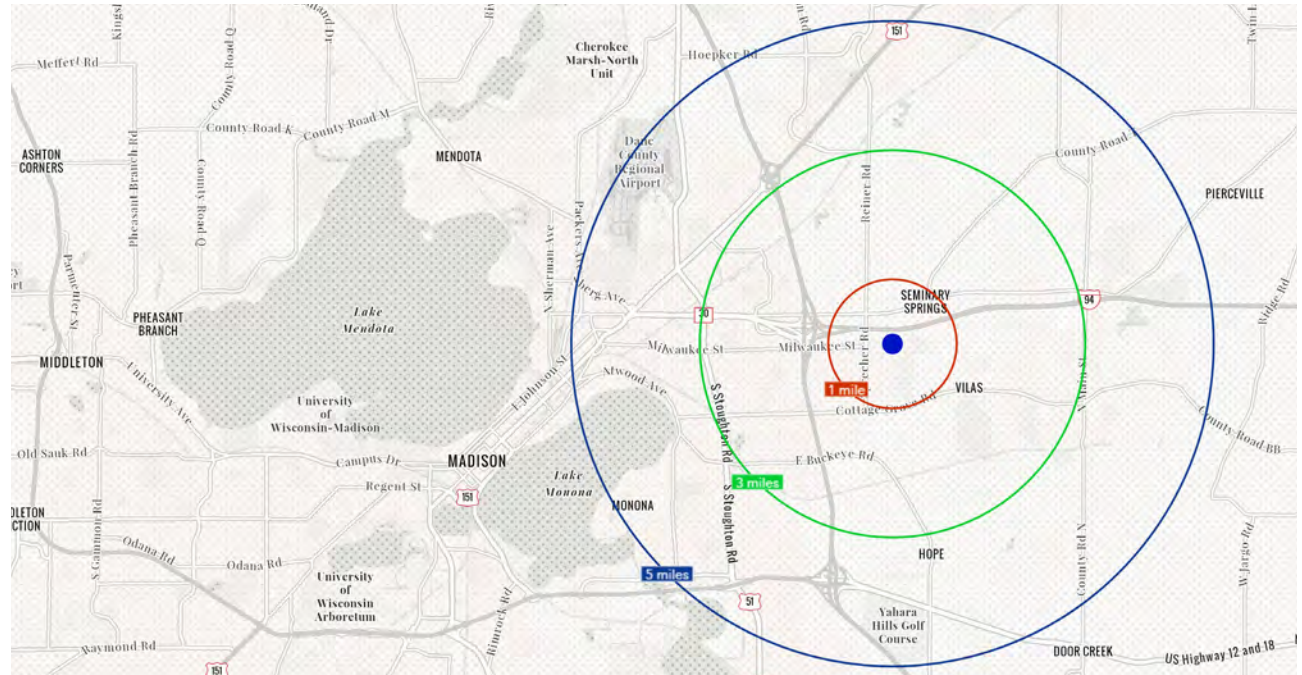 151
Hoepker Rd
Cherokee
Marsh-North
Unit
Meffert Rd
County Road Q
County Road K
County Road M
Pheasant Branch Rd
County Road Q
ASHTON
CORNERS
MENDOTA
Dane
County
Regional
Airport
Packers Ave
Reiner Rd
PIERCEVILLE
N Sherman Ave
Parmenter St
PHEASANT
BRANCH
Lake
Mendota
SEMINARY
SPRINGS
94
30
Ridge Rd
Milwaukee St
Milwaukee St
MIDDLETON
University Ave
E Johnson St
Atwood Ave
1 mile
VILAS
N Main St
Cottage Grove Rd
University
of
Wisconsin-Madison
S Stoughton Rd
County Road BB
Old Sauk Rd
Campus Dr
MADISON
E Buckeye Rd
Regent St
Lake
Monona
3 miles
151
MONONA
S Stoughton Rd
S Gammon Rd
Odana Rd
Odana Rd
HOPE
County Rd N
W Jargo Rd
5 miles
University
of
Wisconsin
Arboretum
Rimrock Rd
51
Yahara
Hills Golf
Course
Raymond Rd
DOOR CREEK
US Highway 12 and 18
151